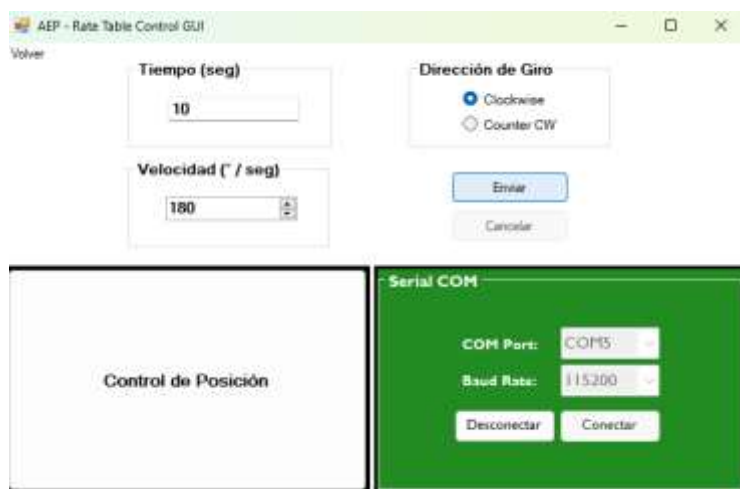 AEP - Rate Table Control GUI
Volver
Tiempo (seg)
10
Dirección de Giro
Clockwise
Counter CW
Velocidad (° / seg)
180
Enviar
Cancelar
Control de Posición
Serial COM
COM Port:
COM5
Baud Rate:
115200
Desconectar
Conectar